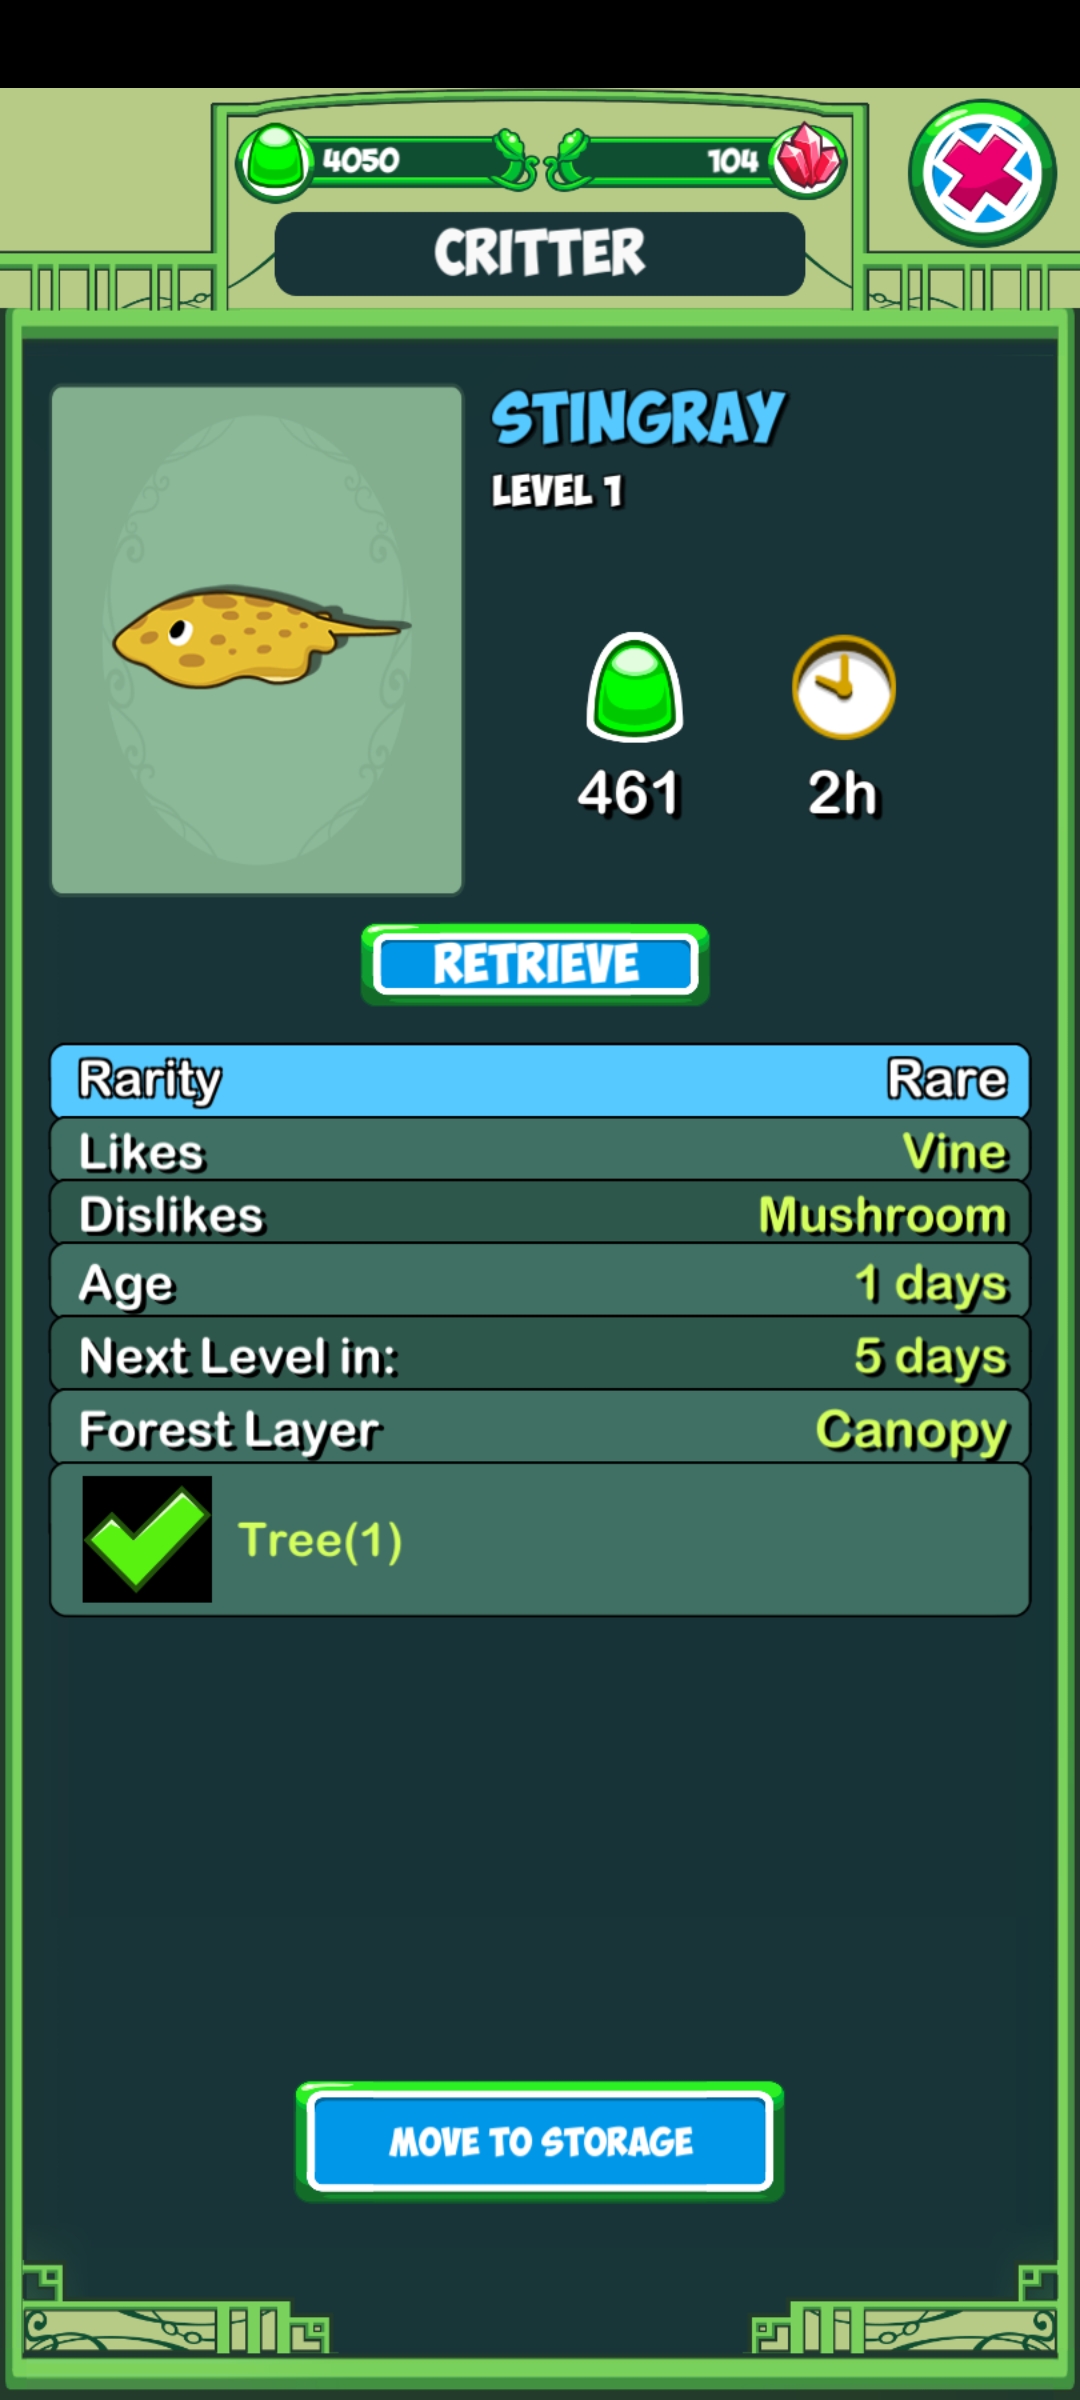 4050 104
CRITTER
STINGRAY
LEVEL 1
461 2h
RETRIEVE
Rarity Rare
Likes Vine
Dislikes Mushroom
Age 1 days
Next Level in: 5 days
Forest Layer Canopy
Tree(1)
MOVE TO STORAGE